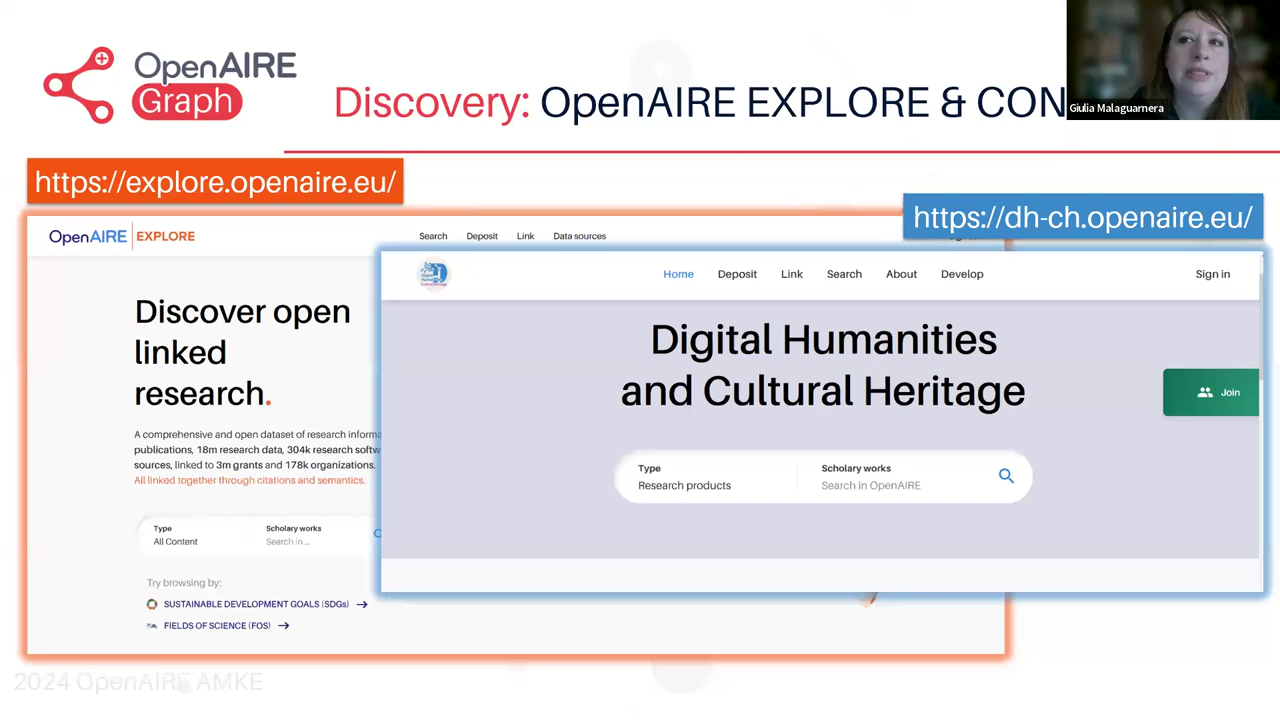 OpenAIRE
Graph
Discovery: OpenAIRE EXPLORE & CON
Giulia Malaguarnera
https://explore.openaire.eu/
https://dh-ch.openaire.eu/
OpenAIRE EXPLORE
Search Deposit Link Data sources
Discover open
linked
research.
A comprehensive and open dataset of research informa
publications, 18m research data, 304k research softw
sources, linked to 3m grants and 178k organizations.
All linked together through citations and semantics.
Type
All Content
Scholary works
Search in ...
Try browsing by:
SUSTAINABLE DEVELOPMENT GOALS (SDGs)
FIELDS OF SCIENCE (FOS)
Home Deposit Link Search About Develop Sign in
Digital Humanities
and Cultural Heritage
Join
Type
Research products
Scholary works
Search in OpenAIRE
2024 OpenAIRE AMKE